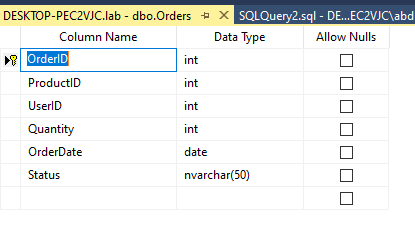 DESKTOP-PEC2VJC.lab - dbo.Orders SQLQuery2.sql - DE...EC2VJC\abd
Column Name Data Type Allow Nulls
OrderID int
ProductID int
UserID int
Quantity int
OrderDate date
Status nvarchar(50)